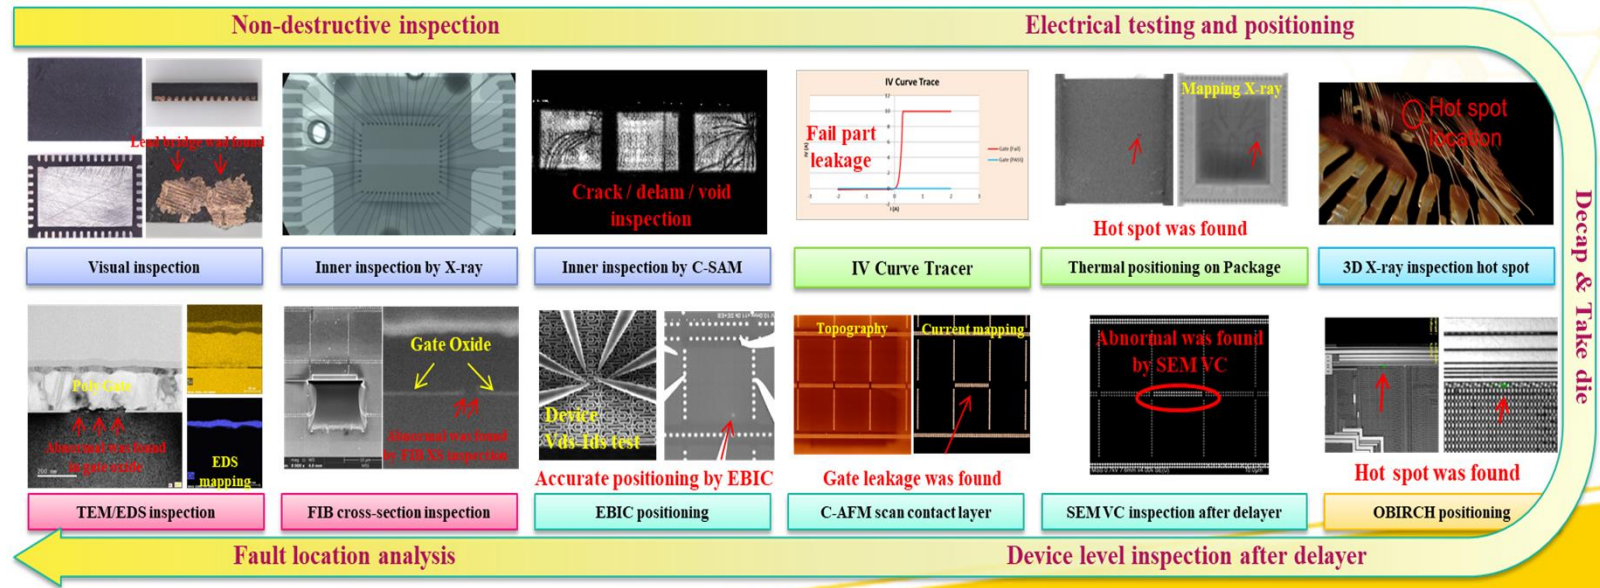 Non-destructive inspection
Electrical testing and positioning
Lead bridge was found
Crack / delam / void
inspection
IV Curve Trace
Fail part
leakage
Gate (Fail)
Gate (PASS)
Mapping X-ray
Hot spot was found
Hot spot
location
Visual inspection
Inner inspection by X-ray
Inner inspection by C-SAM
IV Curve Tracer
Thermal positioning on Package
3D X-ray inspection hot spot
Decap & Take die
Poly Gate
Abnormal was found
in gate oxide
EDS
mapping
Gate Oxide
Abnormal was found
by FIB XS inspection
Device
Vds-Ids test
Accurate positioning by EBIC
Topography
Current mapping
Gate leakage was found
Abnormal was found
by SEM VC
Hot spot was found
TEM/EDS inspection
FIB cross-section inspection
EBIC positioning
C-AFM scan contact layer
SEM VC inspection after delayer
OBIRCH positioning
Fault location analysis
Device level inspection after delayer